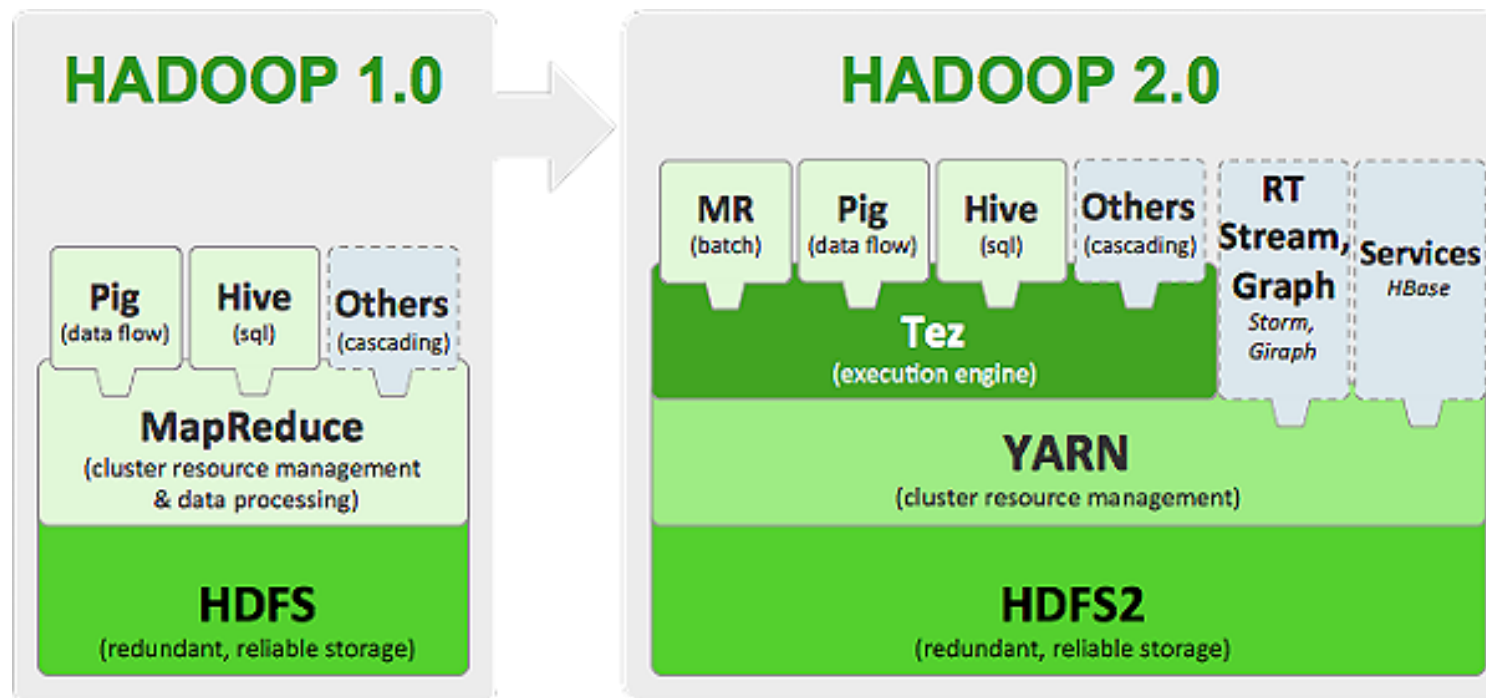 HADOOP 1.0
Pig
(data flow)
Hive
(sql)
Others
(cascading)
MapReduce
(cluster resource management
& data processing)
HDFS
(redundant, reliable storage)
HADOOP 2.0
MR
(batch)
Pig
(data flow)
Hive
(sql)
Others
(cascading)
RT
Stream,
Graph
Storm,
Giraph
Services
HBase
Tez
(execution engine)
YARN
(cluster resource management)
HDFS2
(redundant, reliable storage)